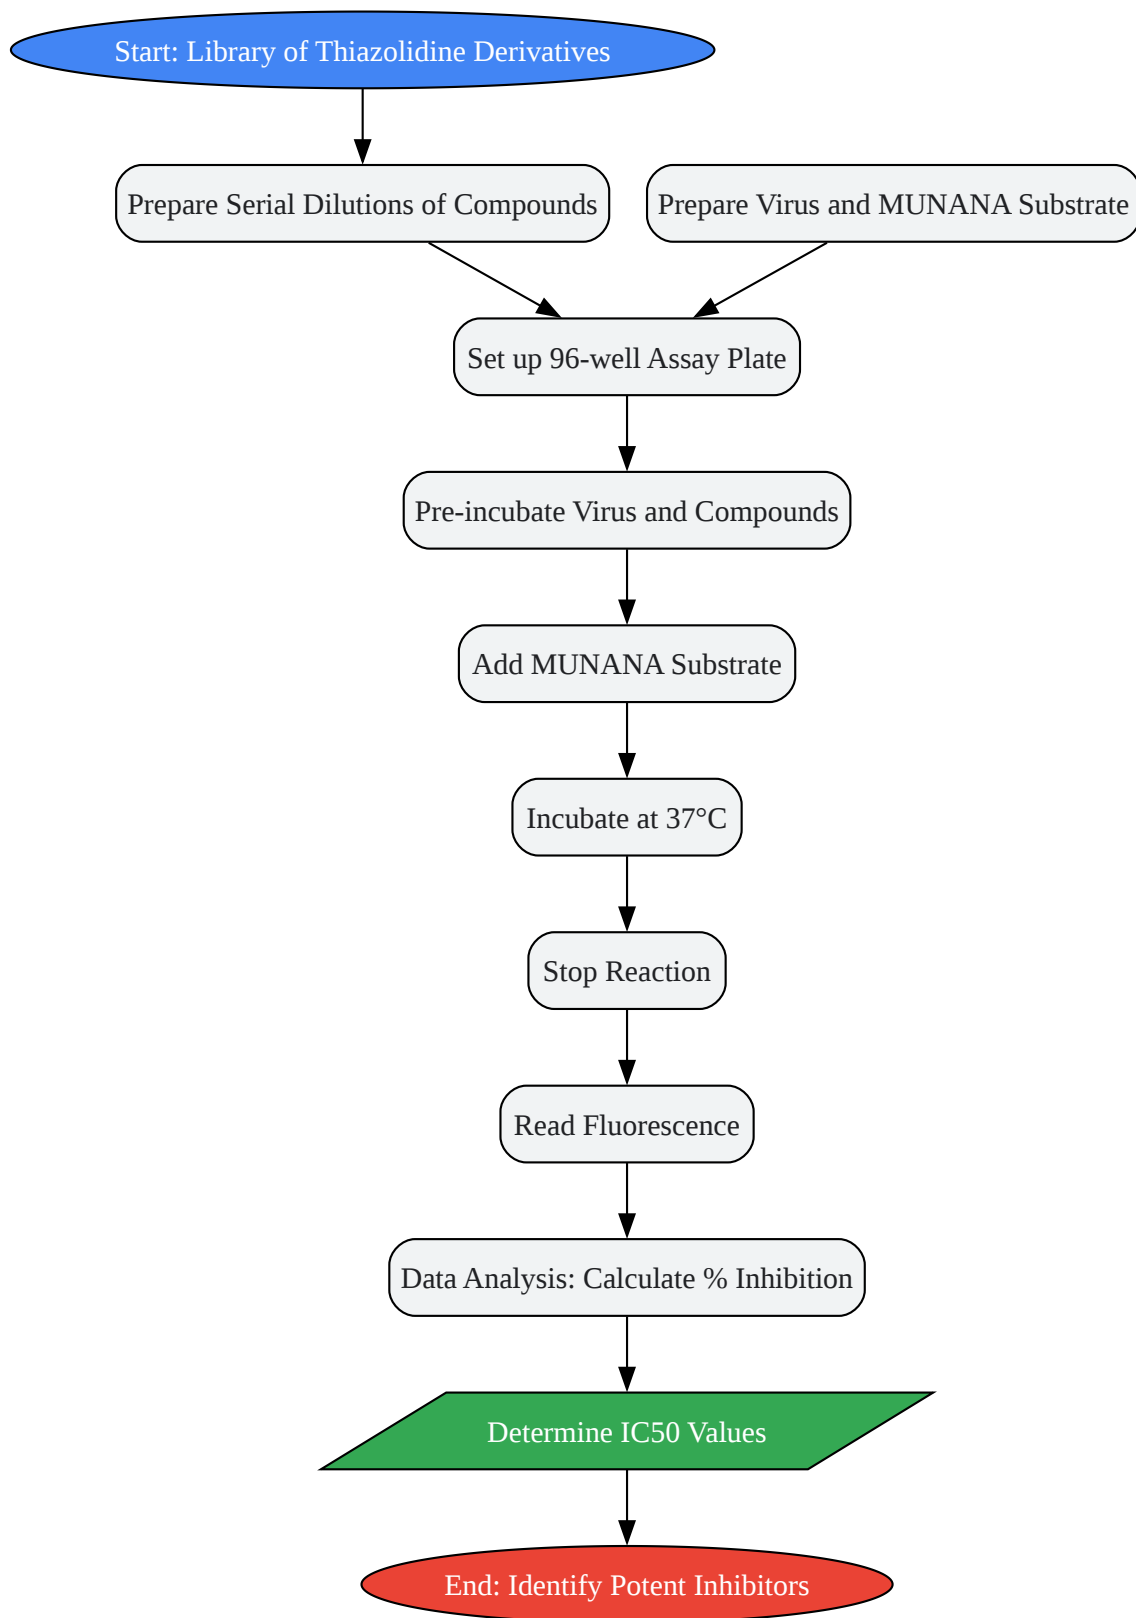 Start: Library of Thiazolidine Derivatives
Prepare Serial Dilutions of Compounds
Prepare Virus and MUNANA Substrate
Set up 96-well Assay Plate
Pre-incubate Virus and Compounds
Add MUNANA Substrate
Incubate at 37°C
Stop Reaction
Read Fluorescence
Data Analysis: Calculate % Inhibition
Determine IC50 Values
End: Identify Potent Inhibitors